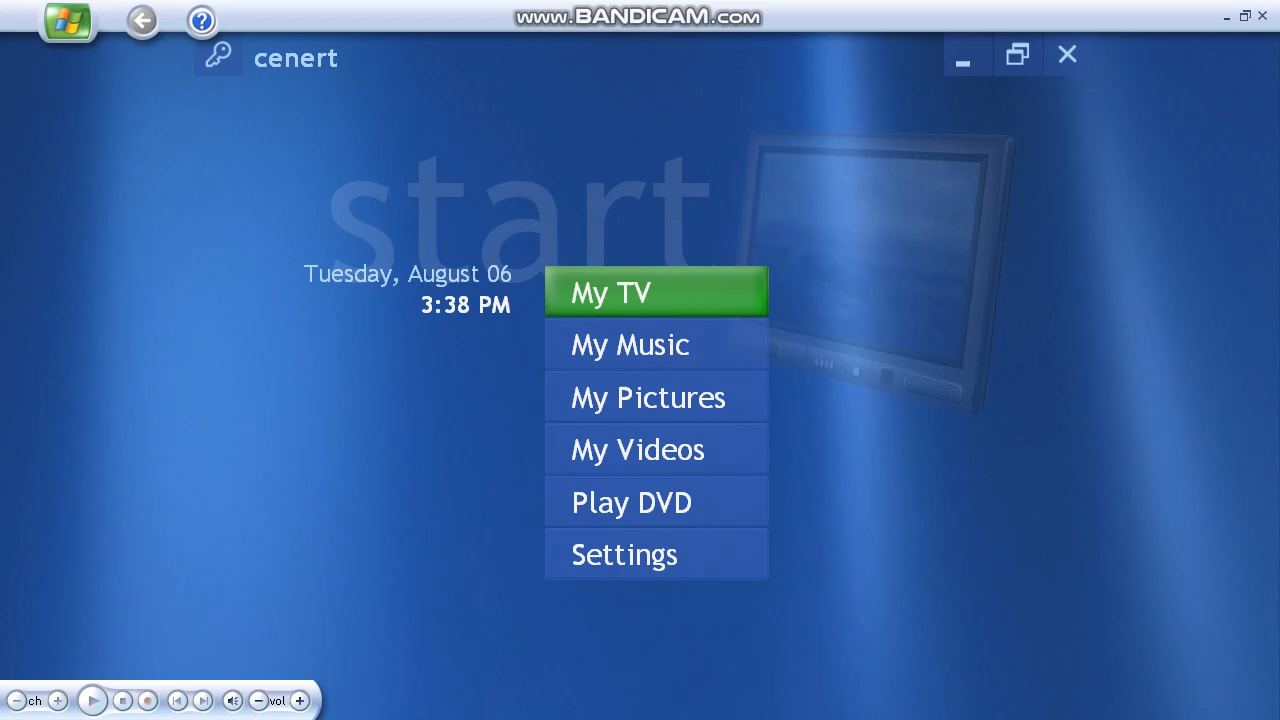 www.BANDICAM.com
cenert
start
Tuesday, August 06
3:38 PM
My TV
My Music
My Pictures
My Videos
Play DVD
Settings
ch
vol